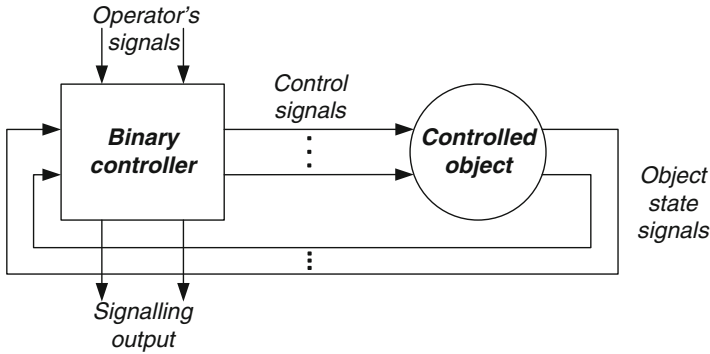 Operator's
signals
Control
signals
Binary
controller
Controlled
object
Object
state
signals
Signalling
output